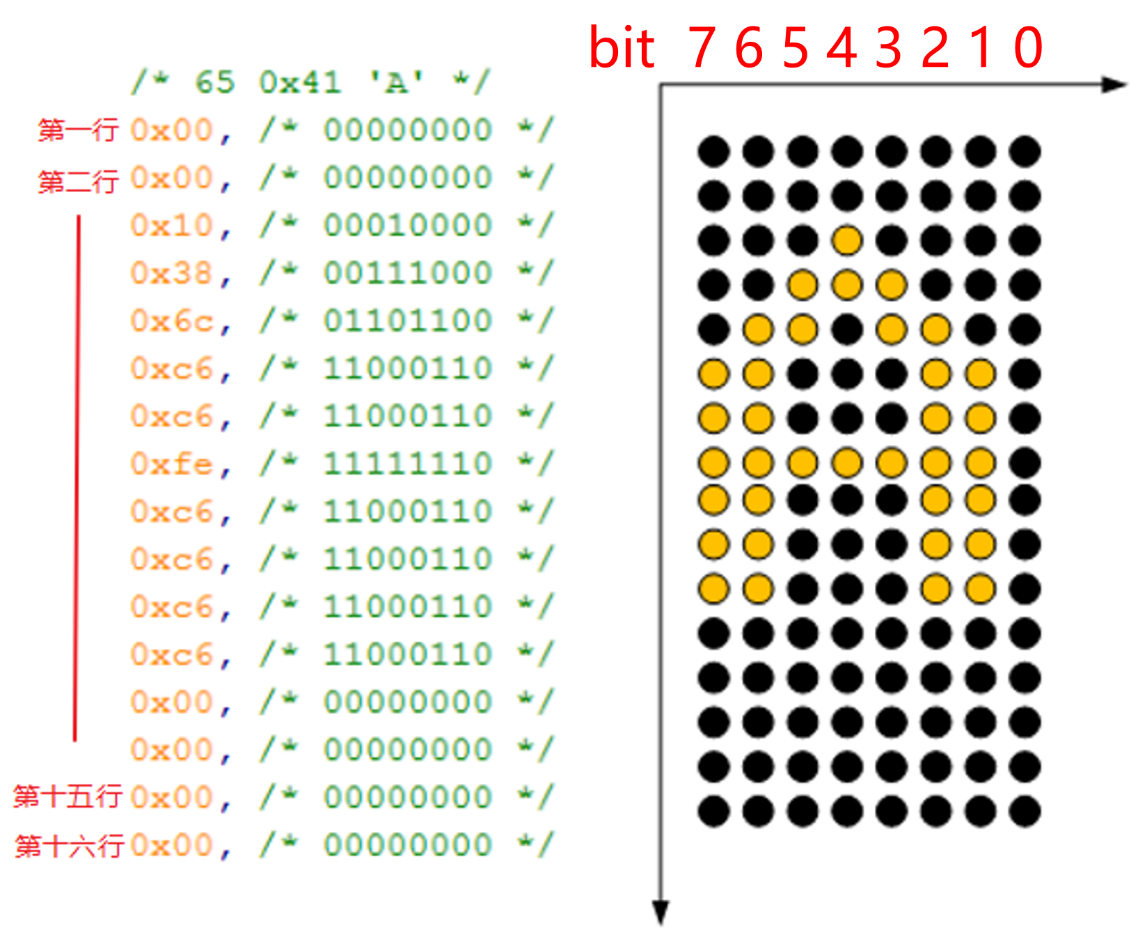 bit 7 6 5 4 3 2 1 0
/* 65 0x41 'A' */
第一行 0x00, /* 00000000 */
第二行 0x00, /* 00000000 */
0x10, /* 00010000 */
0x38, /* 00111000 */
0x6c, /* 01101100 */
0xc6, /* 11000110 */
0xc6, /* 11000110 */
0xfe, /* 11111110 */
0xc6, /* 11000110 */
0xc6, /* 11000110 */
0xc6, /* 11000110 */
0xc6, /* 11000110 */
0x00, /* 00000000 */
0x00, /* 00000000 */
第十五行 0x00, /* 00000000 */
第十六行 0x00, /* 00000000 */